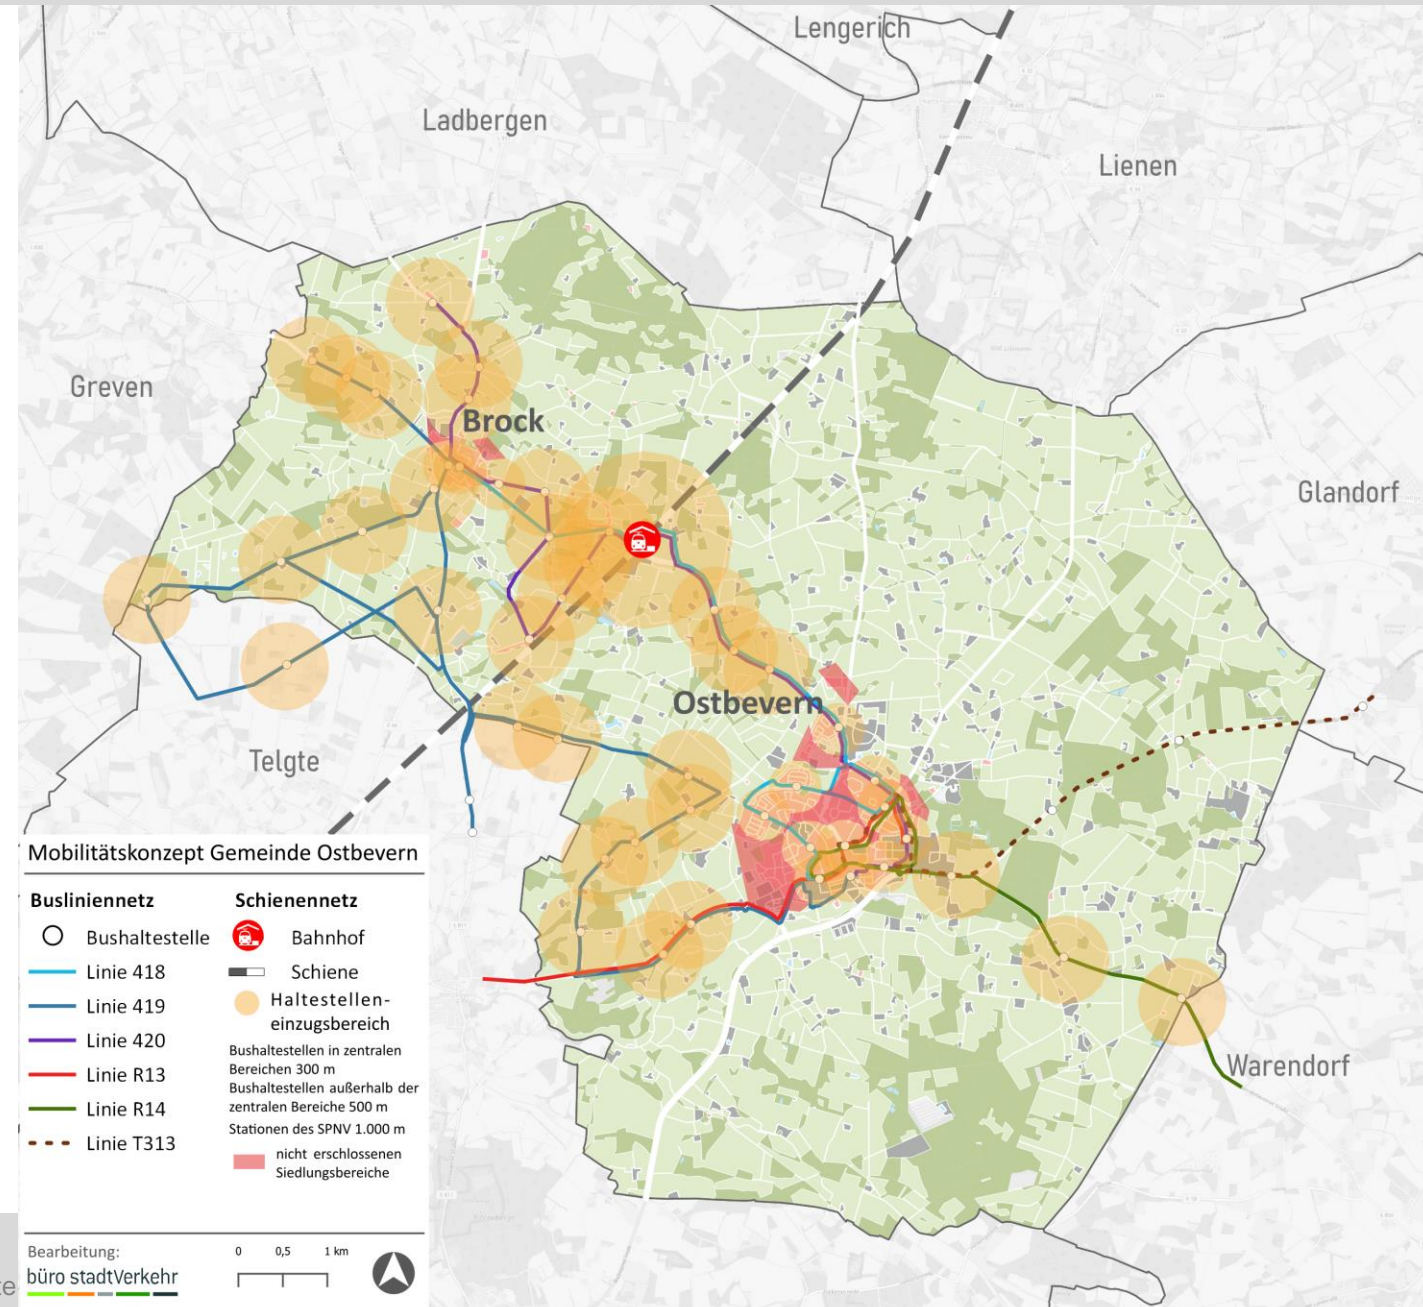 Lengerich
Ladbergen
Lienen
Greven
Brock
Glandorf
Ostbevern
Telgte
Warendorf
Mobilitätskonzept Gemeinde Ostbevern
Busliniennetz
Bushaltestelle
Linie 418
Linie 419
Linie 420
Linie R13
Linie R14
Linie T313
Schienennetz
Bahnhof
Schiene
Haltestellen-
einzugsbereich
Bushaltestellen in zentralen
Bereichen 300 m
Bushaltestellen außerhalb der
zentralen Bereiche 500 m
Stationen des SPNV 1.000 m
nicht erschlossenen
Siedlungsbereiche
Bearbeitung:
büro stadtVerkehr
0 0,5 1 km
te